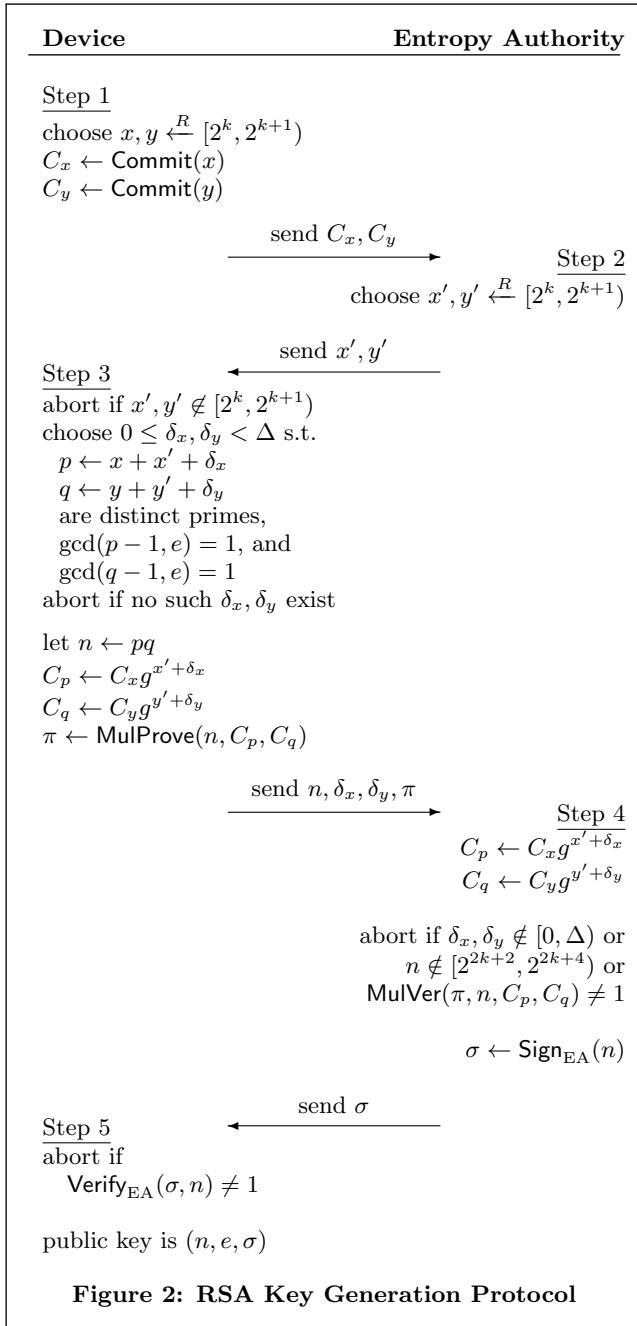 Device Entropy Authority
Step 1
choose x, y ←R [2^k, 2^{k+1})
C_x ← Commit(x)
C_y ← Commit(y)
send C_x, C_y
Step 2
choose x′, y′ ←R [2^k, 2^{k+1})
send x′, y′
Step 3
abort if x′, y′ ∉ [2^k, 2^{k+1})
choose 0 ≤ δ_x, δ_y < Δ s.t.
p ← x + x′ + δ_x
q ← y + y′ + δ_y
are distinct primes,
gcd(p − 1, e) = 1, and
gcd(q − 1, e) = 1
abort if no such δ_x, δ_y exist
let n ← pq
C_p ← C_x g^{x′+δ_x}
C_q ← C_y g^{y′+δ_y}
π ← MulProve(n, C_p, C_q)
send n, δ_x, δ_y, π
Step 4
C_p ← C_x g^{x′+δ_x}
C_q ← C_y g^{y′+δ_y}
abort if δ_x, δ_y ∉ [0, Δ) or
n ∉ [2^{2k+2}, 2^{2k+4}) or
MulVer(π, n, C_p, C_q) ≠ 1
σ ← Sign_EA(n)
send σ
Step 5
abort if
Verify_EA(σ, n) ≠ 1
public key is (n, e, σ)
Figure 2: RSA Key Generation Protocol